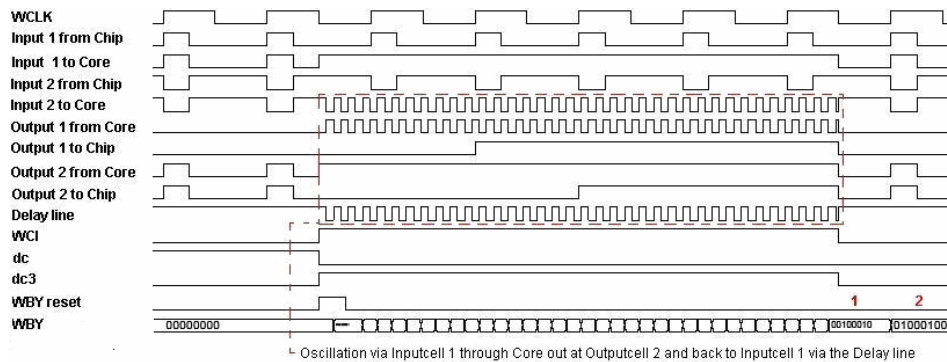 WCLK
Input 1 from Chip
Input 1 to Core
Input 2 from Chip
Input 2 to Core
Output 1 from Core
Output 1 to Chip
Output 2 from Core
Output 2 to Chip
Delay line
WCI
dc
dc3
WBY reset 1 2
WBY 00000000 00100010 01000100
Oscillation via Inputcell 1 through Core out at Outputcell 2 and back to Inputcell 1 via the Delay line